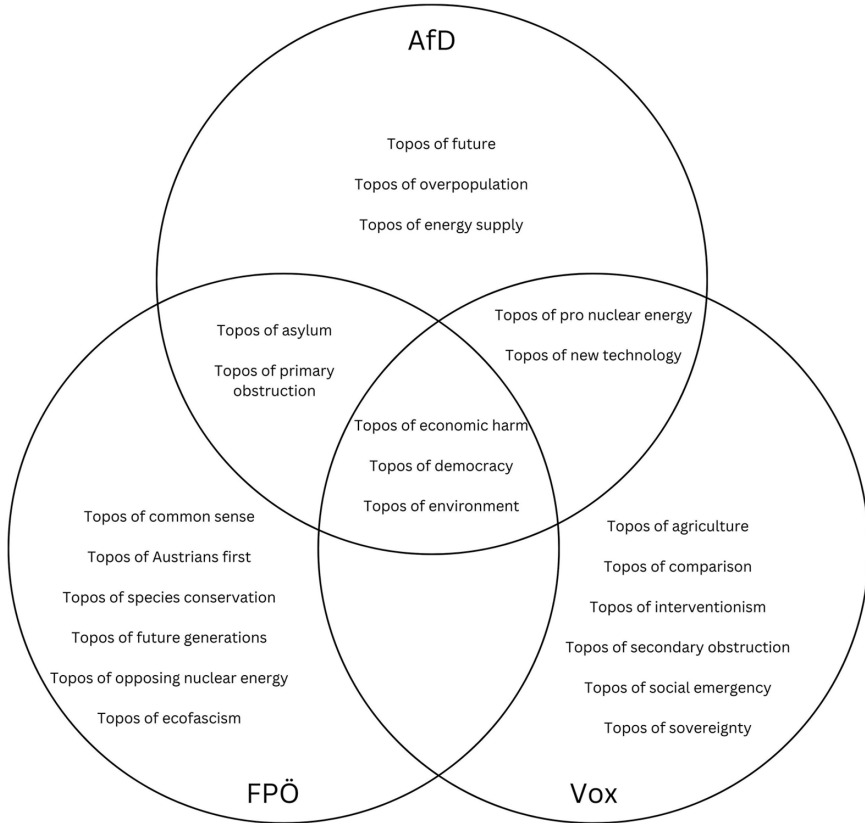 AfD
Topos of future
Topos of overpopulation
Topos of energy supply
Topos of asylum
Topos of primary
obstruction
Topos of pro nuclear energy
Topos of new technology
Topos of economic harm
Topos of democracy
Topos of environment
Topos of common sense
Topos of Austrians first
Topos of species conservation
Topos of future generations
Topos of opposing nuclear energy
Topos of ecofascism
Topos of agriculture
Topos of comparison
Topos of interventionism
Topos of secondary obstruction
Topos of social emergency
Topos of sovereignty
FPÖ
Vox